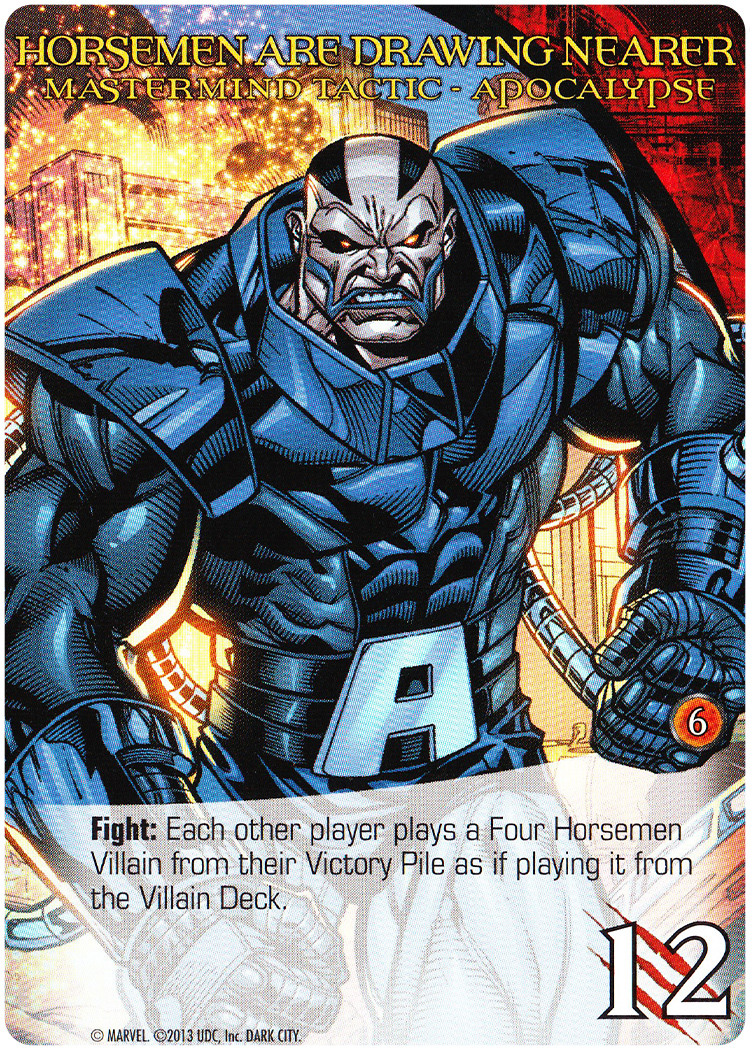 HORSEMEN ARE DRAWING NEARER
MASTERMIND TACTIC - APOCALYPSE
A
6
Fight: Each other player plays a Four Horsemen
Villain from their Victory Pile as if playing it from
the Villain Deck.
12
© MARVEL. ©2013 UDC, Inc. DARK CITY.